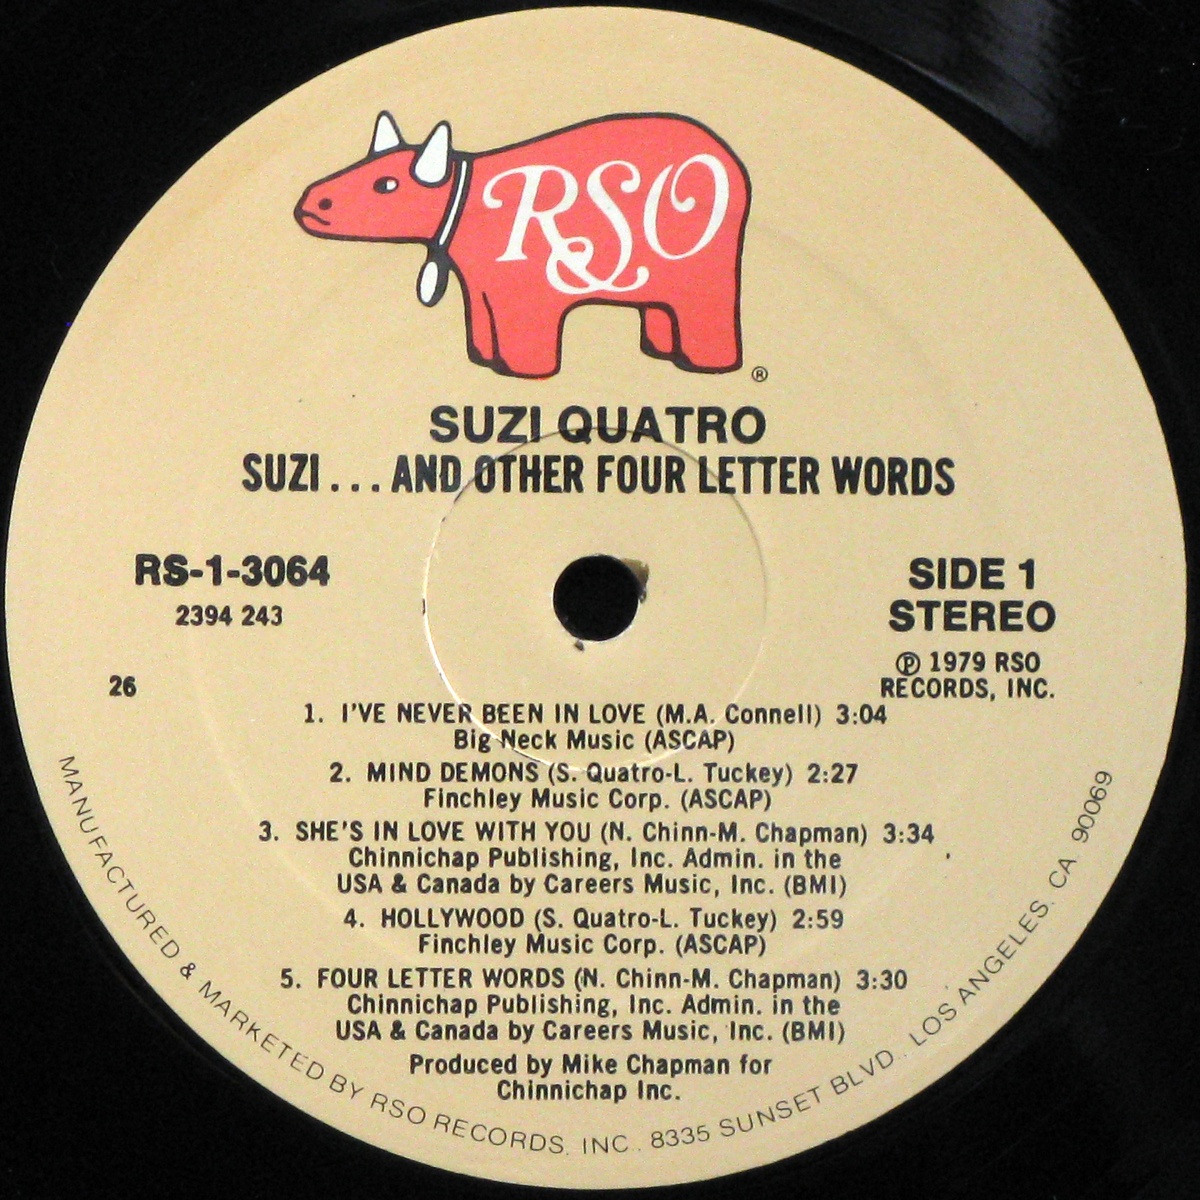 RSO
®
SUZI QUATRO
SUZI...AND OTHER FOUR LETTER WORDS
RS-1-3064
2394 243
26
SIDE 1
STEREO
℗ 1979 RSO
RECORDS, INC.
1. I'VE NEVER BEEN IN LOVE (M.A. Connell) 3:04
Big Neck Music (ASCAP)
2. MIND DEMONS (S. Quatro-L. Tuckey) 2:27
Finchley Music Corp. (ASCAP)
3. SHE'S IN LOVE WITH YOU (N. Chinn-M. Chapman) 3:34
Chinnichap Publishing, Inc. Admin. in the
USA & Canada by Careers Music, Inc. (BMI)
4. HOLLYWOOD (S. Quatro-L. Tuckey) 2:59
Finchley Music Corp. (ASCAP)
5. FOUR LETTER WORDS (N. Chinn-M. Chapman) 3:30
Chinnichap Publishing, Inc. Admin. in the
USA & Canada by Careers Music, Inc. (BMI)
Produced by Mike Chapman for
Chinnichap Inc.
MANUFACTURED & MARKETED BY RSO RECORDS, INC., 8335 SUNSET BLVD., LOS ANGELES, CA 90069